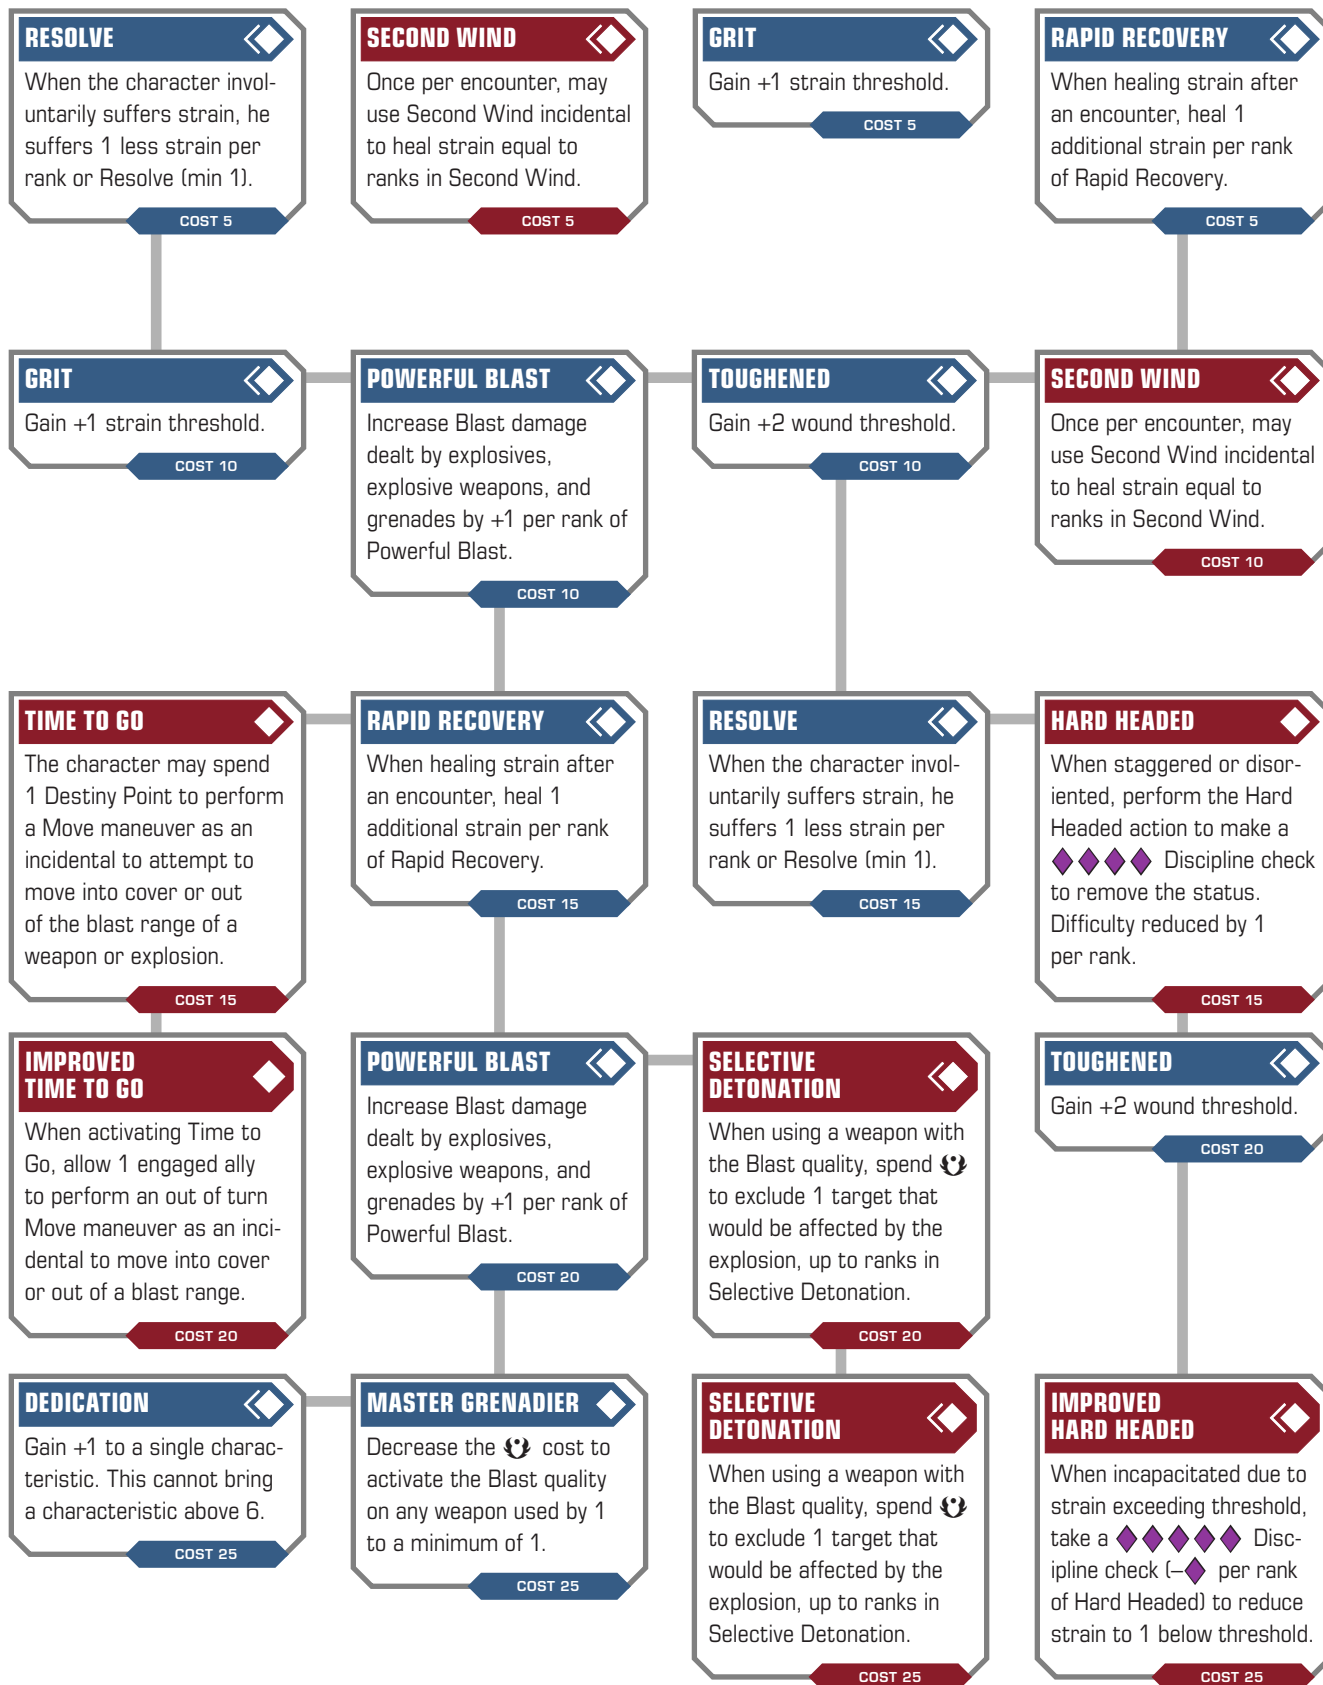 RESOLVE
When the character invol-
untarily suffers strain, he
suffers 1 less strain per
rank or Resolve (min 1).
COST 5
SECOND WIND
Once per encounter, may
use Second Wind incidental
to heal strain equal to
ranks in Second Wind.
COST 5
GRIT
Gain +1 strain threshold.
COST 5
RAPID RECOVERY
When healing strain after
an encounter, heal 1
additional strain per rank
of Rapid Recovery.
COST 5
GRIT
Gain +1 strain threshold.
COST 10
POWERFUL BLAST
Increase Blast damage
dealt by explosives,
explosive weapons, and
grenades by +1 per rank of
Powerful Blast.
COST 10
TOUGHENED
Gain +2 wound threshold.
COST 10
SECOND WIND
Once per encounter, may
use Second Wind incidental
to heal strain equal to
ranks in Second Wind.
COST 10
TIME TO GO
The character may spend
1 Destiny Point to perform
a Move maneuver as an
incidental to attempt to
move into cover or out
of the blast range of a
weapon or explosion.
COST 15
RAPID RECOVERY
When healing strain after
an encounter, heal 1
additional strain per rank
of Rapid Recovery.
COST 15
RESOLVE
When the character invol-
untarily suffers strain, he
suffers 1 less strain per
rank or Resolve (min 1).
COST 15
HARD HEADED
When staggered or disor-
iented, perform the Hard
Headed action to make a
Discipline check
to remove the status.
Difficulty reduced by 1
per rank.
COST 15
IMPROVED
TIME TO GO
When activating Time to
Go, allow 1 engaged ally
to perform an out of turn
Move maneuver as an inci-
dental to move into cover
or out of a blast range.
COST 20
POWERFUL BLAST
Increase Blast damage
dealt by explosives,
explosive weapons, and
grenades by +1 per rank of
Powerful Blast.
COST 20
SELECTIVE
DETONATION
When using a weapon with
the Blast quality, spend
to exclude 1 target that
would be affected by the
explosion, up to ranks in
Selective Detonation.
COST 20
TOUGHENED
Gain +2 wound threshold.
COST 20
DEDICATION
Gain +1 to a single charac-
teristic. This cannot bring
a characteristic above 6.
COST 25
MASTER GRENADIER
Decrease the cost to
activate the Blast quality
on any weapon used by 1
to a minimum of 1.
COST 25
SELECTIVE
DETONATION
When using a weapon with
the Blast quality, spend
to exclude 1 target that
would be affected by the
explosion, up to ranks in
Selective Detonation.
COST 25
IMPROVED
HARD HEADED
When incapacitated due to
strain exceeding threshold,
take a Disc-
ipline check (– per rank
of Hard Headed) to reduce
strain to 1 below threshold.
COST 25